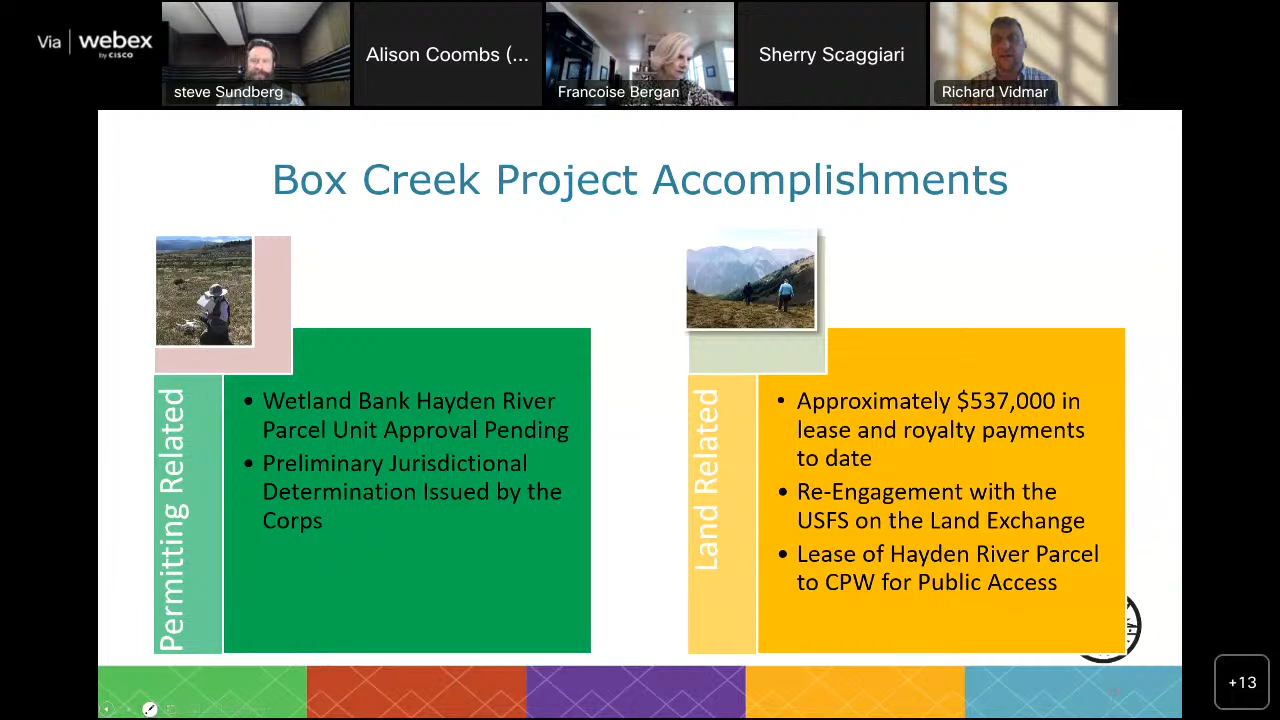 Via webex
by CISCO
steve Sundberg
Alison Coombs (...
Francoise Bergan
Sherry Scaggiari
Richard Vidmar
Box Creek Project Accomplishments
Permitting Related
• Wetland Bank Hayden River
Parcel Unit Approval Pending
• Preliminary Jurisdictional
Determination Issued by the
Corps
Land Related
• Approximately $537,000 in
lease and royalty payments
to date
• Re-Engagement with the
USFS on the Land Exchange
• Lease of Hayden River Parcel
to CPW for Public Access
+13